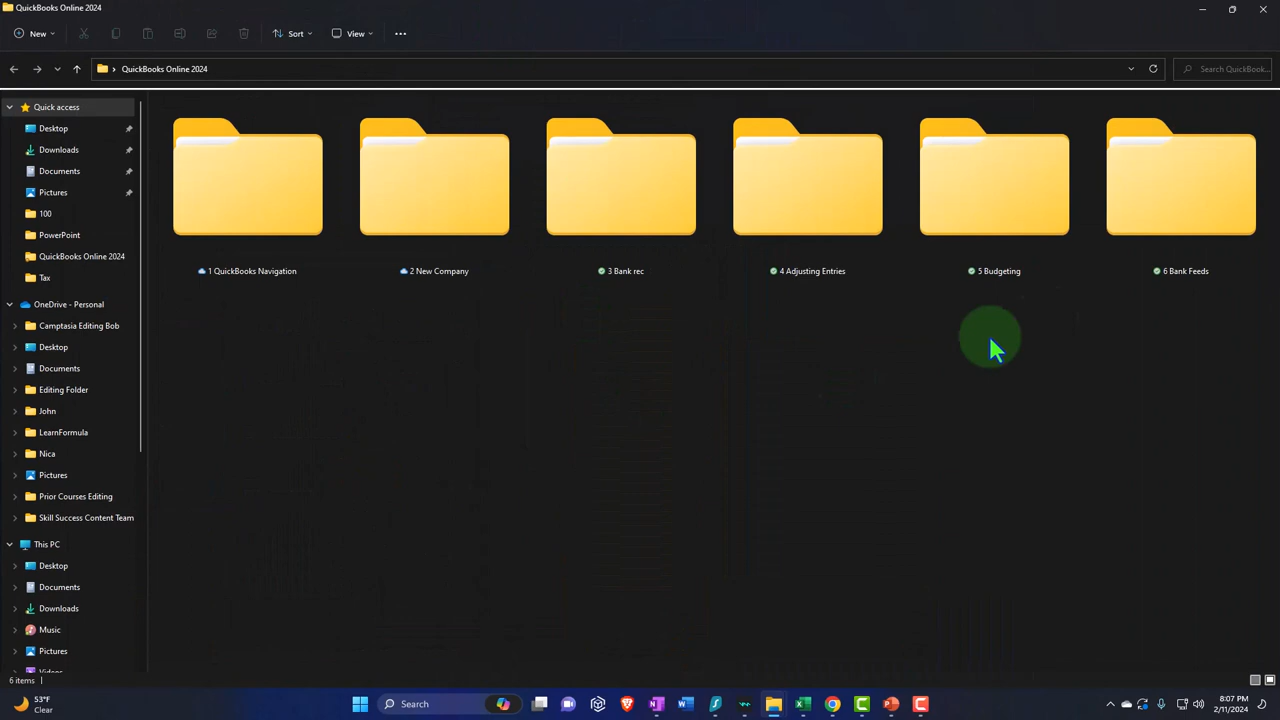 QuickBooks Online 2024
New
Sort
View
QuickBooks Online 2024
Search QuickBook...
Quick access
Desktop
Downloads
Documents
Pictures
100
PowerPoint
QuickBooks Online 2024
Tax
OneDrive - Personal
Camptasia Editing Bob
Desktop
Documents
Editing Folder
John
LearnFormula
Nica
Pictures
Prior Courses Editing
Skill Success Content Team
This PC
Desktop
Documents
Downloads
Music
Pictures
Videos
1 QuickBooks Navigation
2 New Company
3 Bank rec
4 Adjusting Entries
5 Budgeting
6 Bank Feeds
6 items
53°F
Clear
Search
8:07 PM
2/11/2024